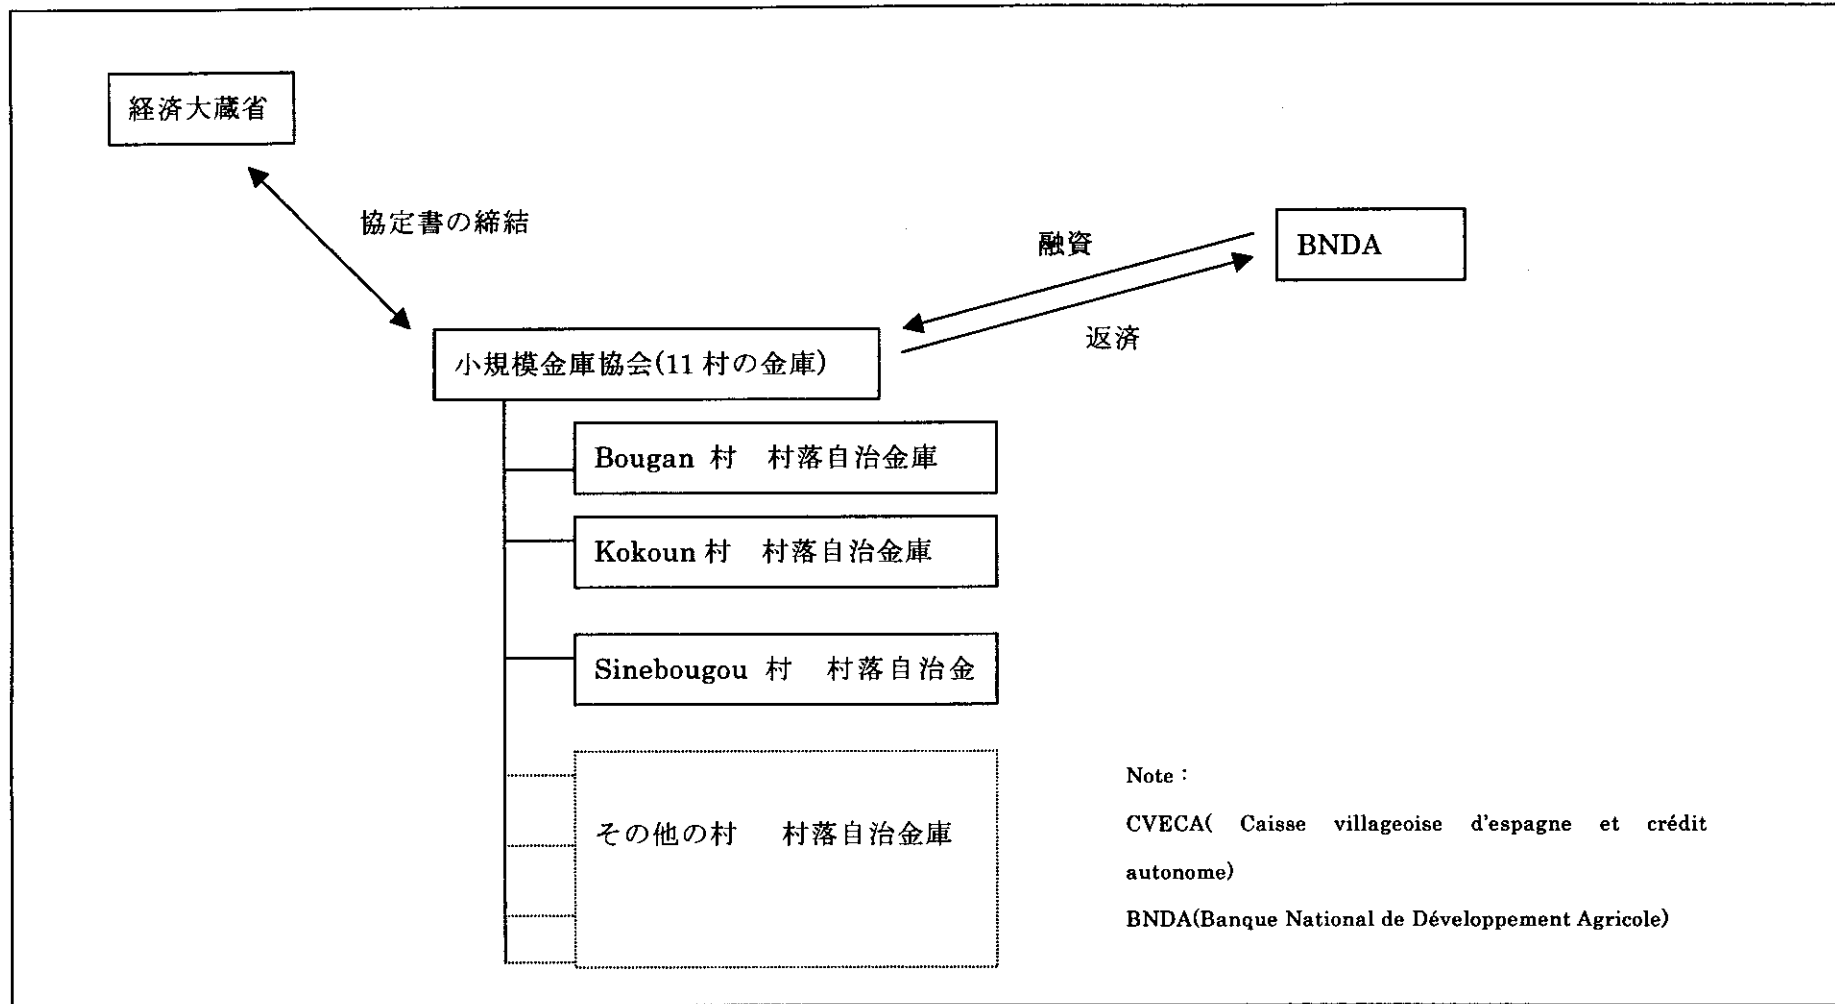 経済大蔵省
協定書の締結
融資
BNDA
返済
小規模金庫協会(11村の金庫)
Bougan 村　村落自治金庫
Kokoun 村　村落自治金庫
Sinebougou 村　村落自治金
その他の村　村落自治金庫
Note：
CVECA( Caisse villageoise d'espagne et crédit
autonome)
BNDA(Banque National de Développement Agricole)